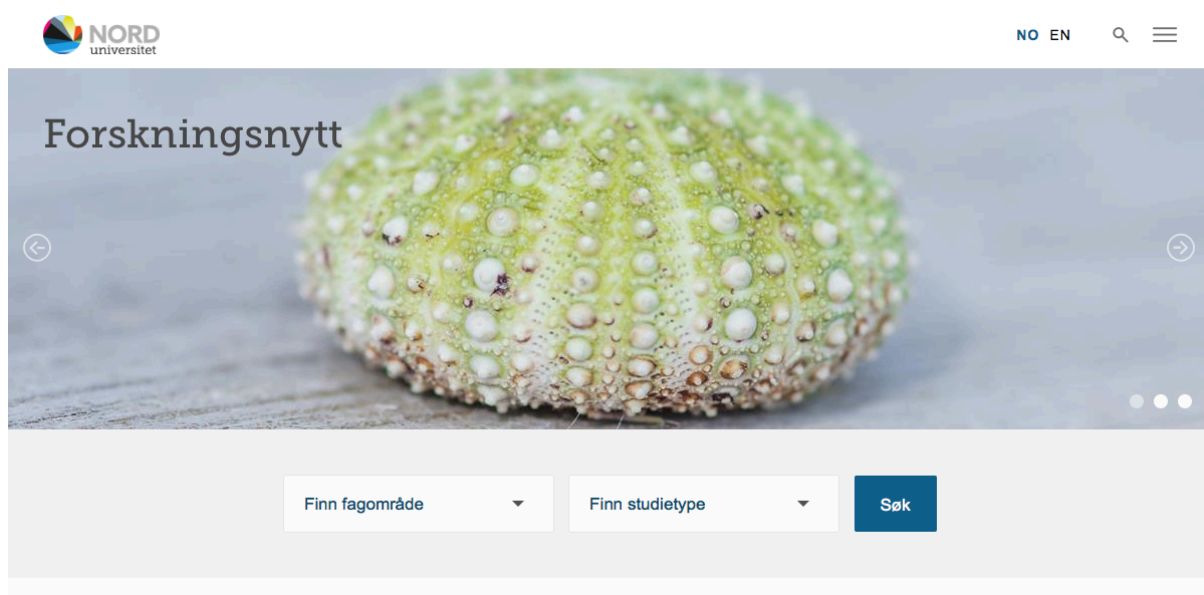 NORD
universitet
NO EN
Forskningsnytt
Finn fagområde
Finn studietype
Søk